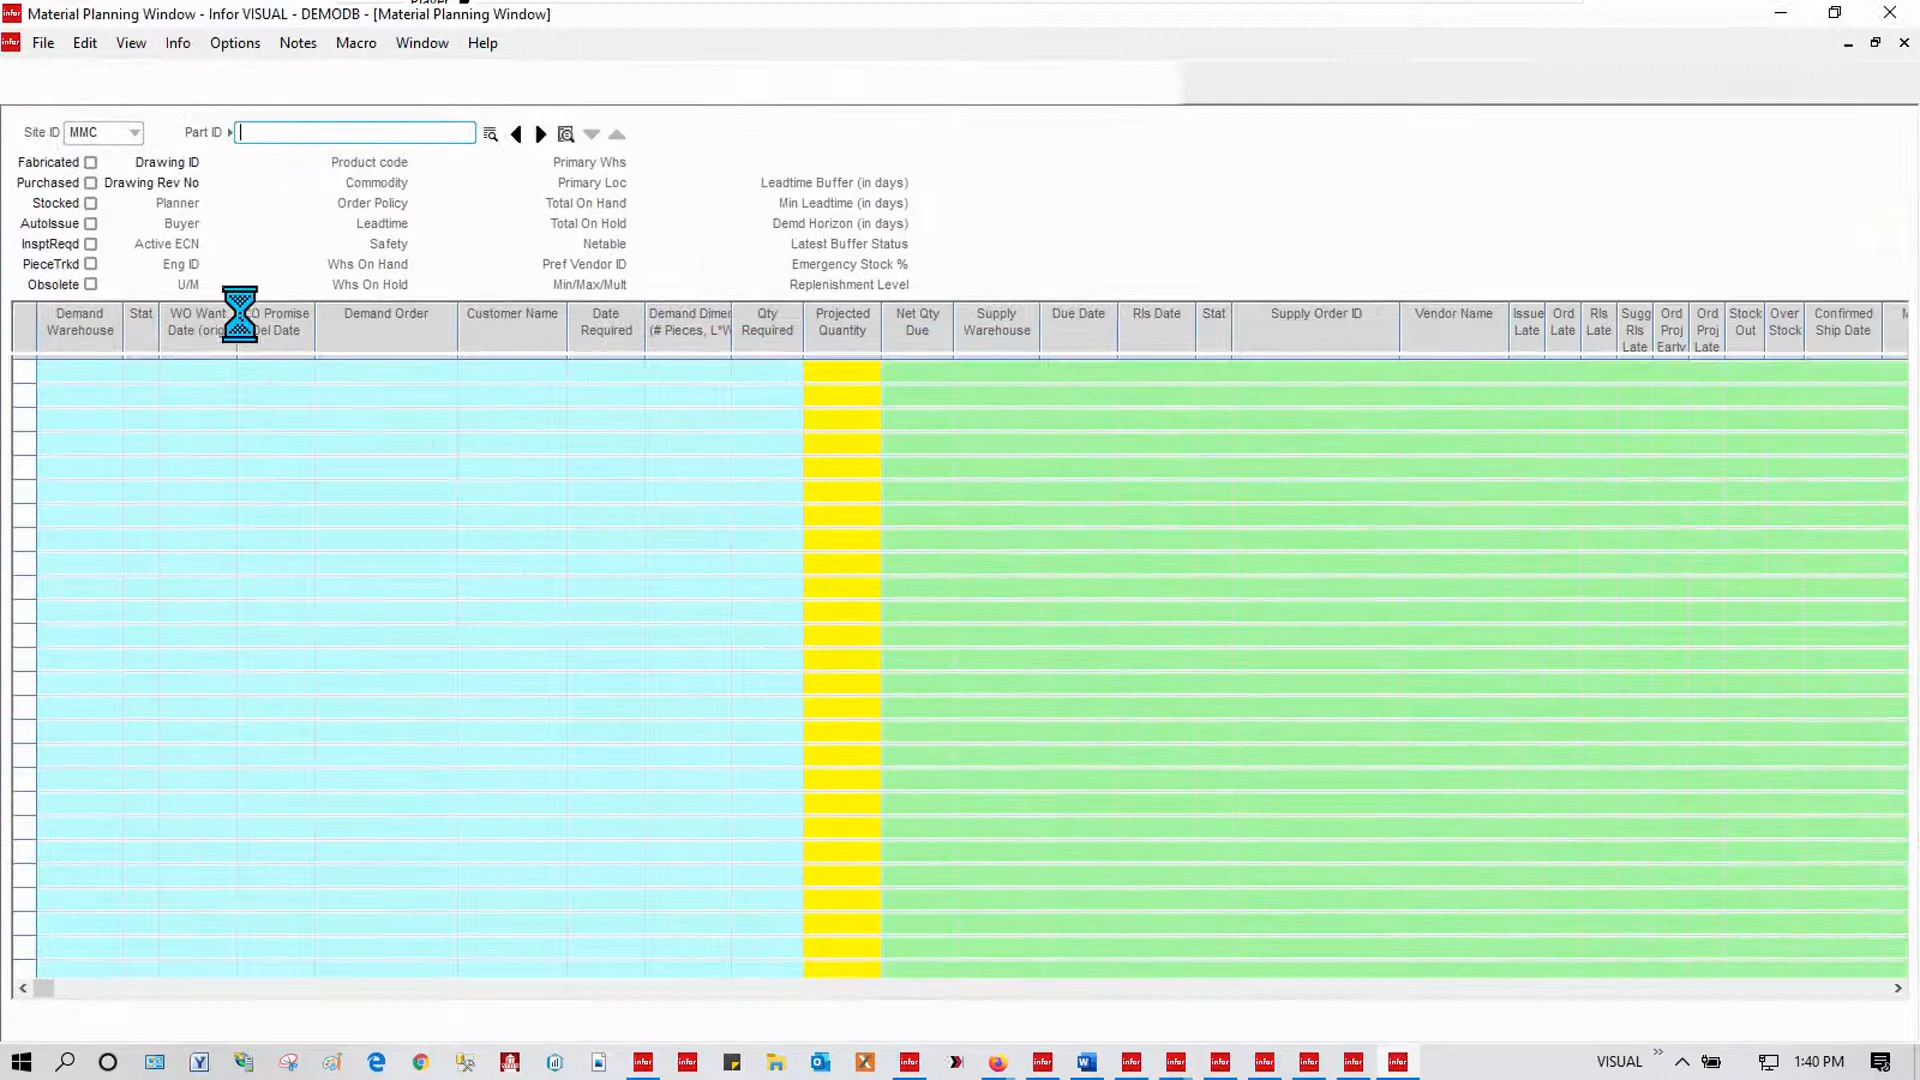 Material Planning Window - Infor VISUAL - DEMODB - [Material Planning Window]
infor File Edit View Info Options Notes Macro Window Help
Site ID MMC Part ID
Fabricated Drawing ID Product code Primary Whs
Purchased Drawing Rev No Commodity Primary Loc Leadtime Buffer (in days)
Stocked Planner Order Policy Total On Hand Min Leadtime (in days)
AutoIssue Buyer Leadtime Total On Hold Demd Horizon (in days)
InsptReqd Active ECN Safety Netable Latest Buffer Status
PieceTrkd Eng ID Whs On Hand Pref Vendor ID Emergency Stock %
Obsolete U/M Whs On Hold Min/Max/Mult Replenishment Level
Demand Stat WO Want Promise Demand Order Customer Name Date Demand Dimen Qty Projected Net Qty Supply Due Date Rls Date Stat Supply Order ID Vendor Name Issue Ord Rls Sugg Ord Ord Stock Over Confirmed
Warehouse Date (orig Del Date Required (# Pieces, L*W Required Quantity Due Warehouse Late Late Late Rls Proj Proj Out Stock Ship Date
Late Early Late
VISUAL 1:40 PM